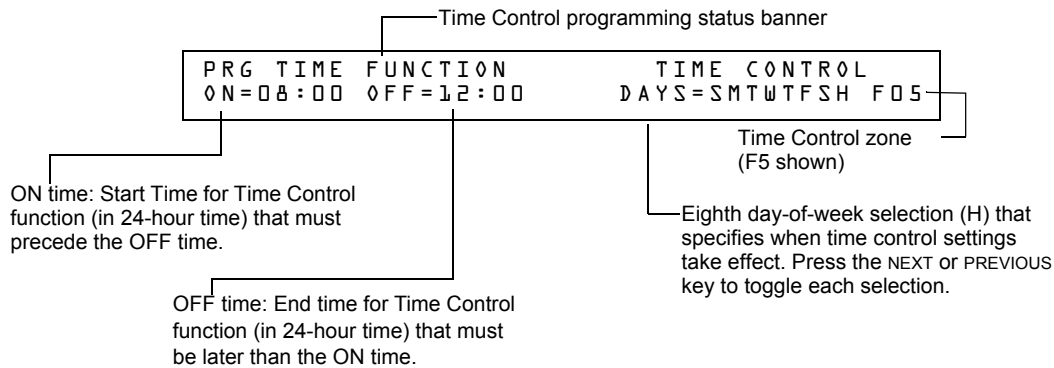 Time Control programming status banner
PRG TIME FUNCTION TIME CONTROL
ON=08:00 OFF=12:00 DAYS=SMTWTFSH F05
Time Control zone
(F5 shown)
ON time: Start Time for Time Control
function (in 24-hour time) that must
precede the OFF time.
Eighth day-of-week selection (H) that
specifies when time control settings
take effect. Press the NEXT or PREVIOUS
key to toggle each selection.
OFF time: End time for Time Control
function (in 24-hour time) that must
be later than the ON time.